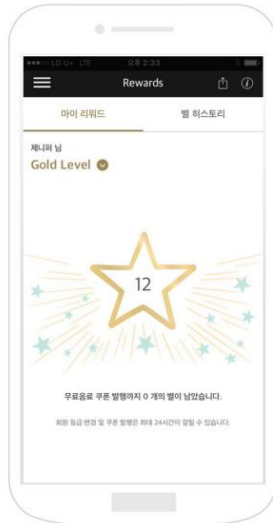 LG U+ LTE 오후 2:33
Rewards
마이 리워드 별 히스토리
제니퍼 님
Gold Level
12
무료음료 쿠폰 발행까지 0 개의 별이 남았습니다.
회원 등급 변경 및 쿠폰 발행은 최대 24시간이 걸릴 수 있습니다.